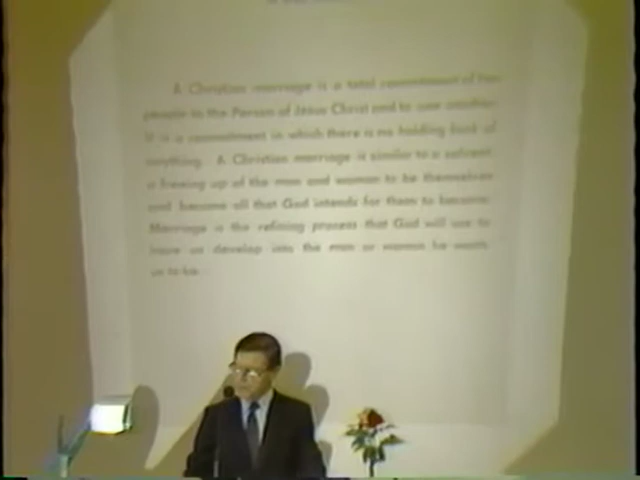 A Christian marriage is a total commitment of two
people to the Person of Jesus Christ and to one another.
It is a commitment in which there is no holding back of
anything. A Christian marriage is similar to a solvent,
a freeing up of the man and woman to be themselves
and become all that God intends for them to become.
Marriage is the refining process that God will use to
have us develop into the man or woman he wants
us to be.